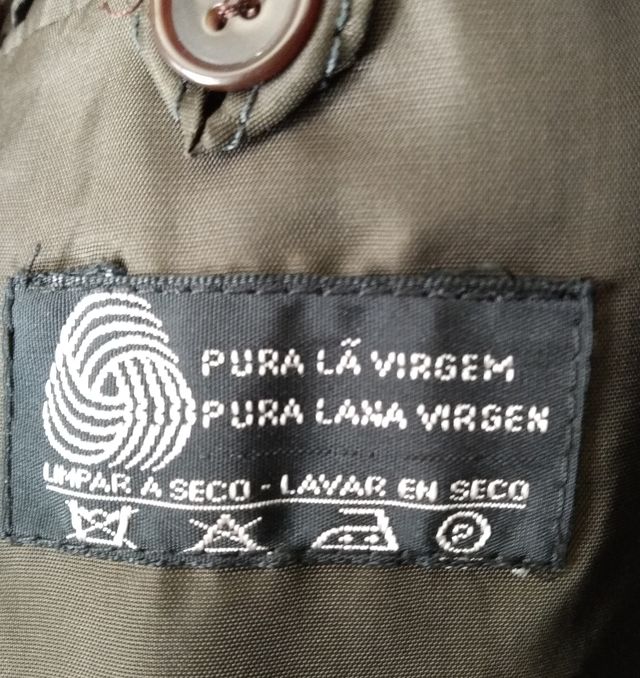 PURA LÃ VIRGEM
PURA LANA VIRGEN
LIMPAR A SECO - LAVAR EN SECO
P